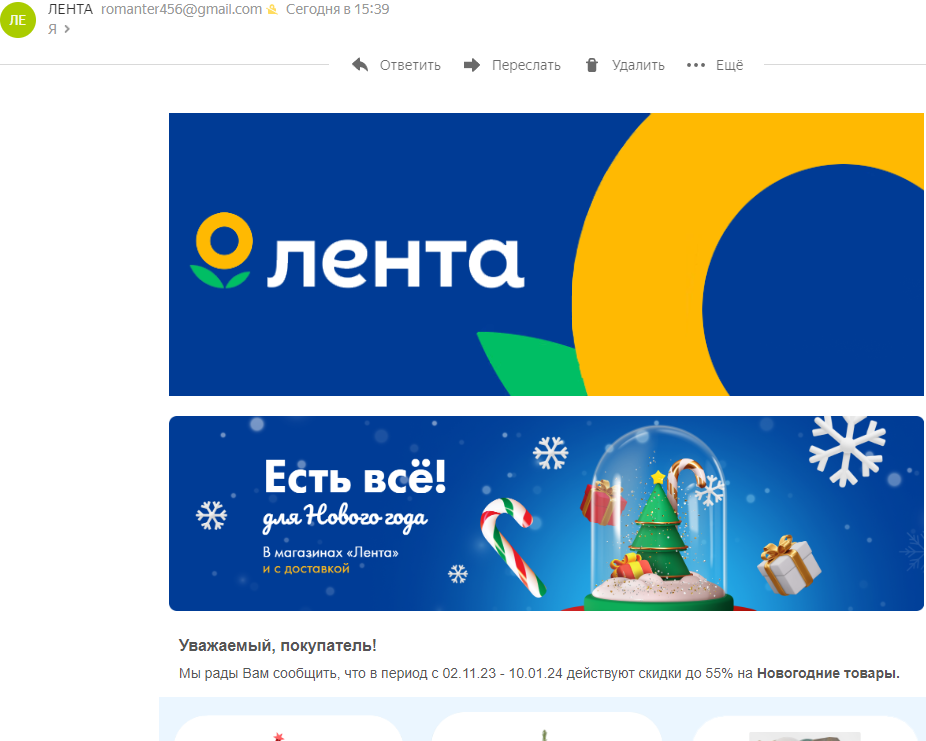 ЛЕ
ЛЕНТА romanter456@gmail.com Сегодня в 15:39
Я
Ответить Переслать Удалить Ещё
лента
Есть всё!
для Нового года
В магазинах «Лента»
и с доставкой
Уважаемый, покупатель!
Мы рады Вам сообщить, что в период с 02.11.23 - 10.01.24 действуют скидки до 55% на Новогодние товары.